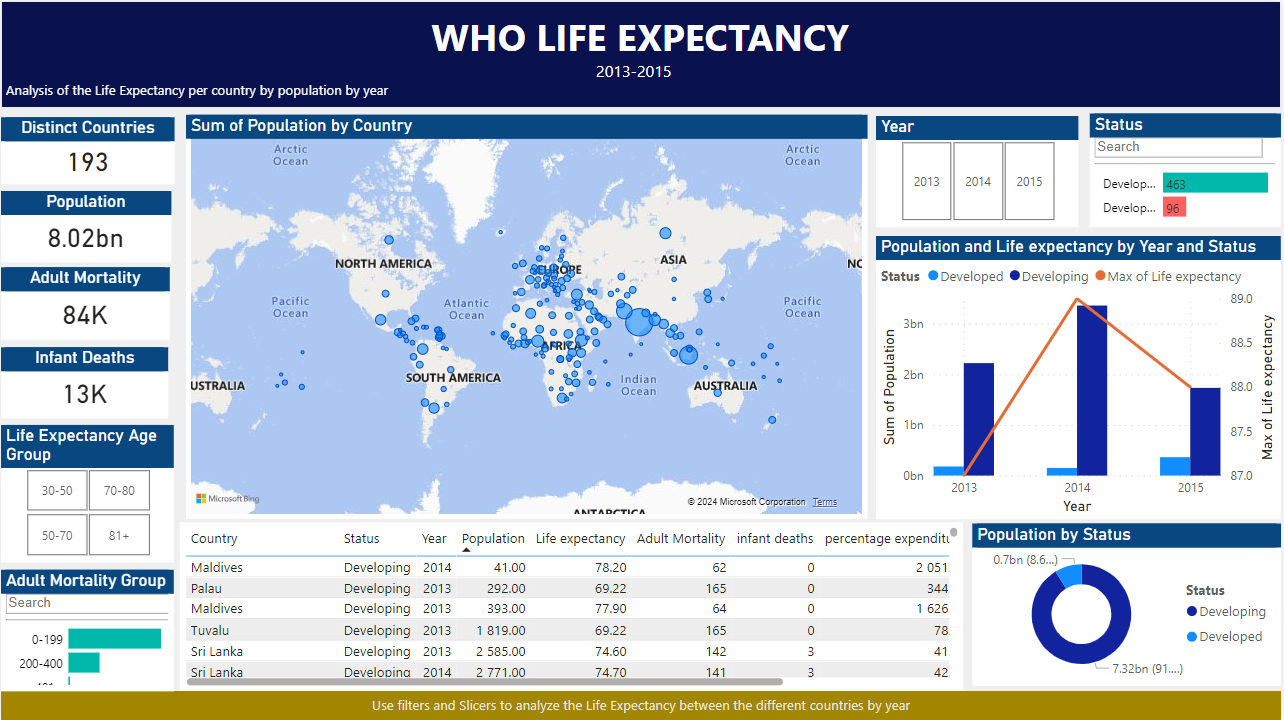 WHO LIFE EXPECTANCY
2013-2015
Analysis of the Life Expectancy per country by population by year
Distinct Countries
193
Population
8.02bn
Adult Mortality
84K
Infant Deaths
13K
Life Expectancy Age
Group
30-50 70-80
50-70 81+
Adult Mortality Group
Search
0-199
200-400
Sum of Population by Country
Arctic
Ocean
Arctic
Ocean
NORTH AMERICA
EUROPE
ASIA
NO
Pacific
Ocean
Atlantic
Ocean
Pacific
Ocean
AFRICA
USTRALIA
SOUTH AMERICA
Indian
Ocean
AUSTRALIA
ANTARCTICA
Microsoft Bing
© 2024 Microsoft Corporation Terms
Year
2013 2014 2015
Status
Search
Develop... 463
Develop... 96
Population and Life expectancy by Year and Status
Status Developed Developing Max of Life expectancy
Sum of Population
3bn
2bn
1bn
0bn
89.0
88.5
88.0
87.5
87.0
Max of Life expectancy
2013 2014 2015
Year
Country Status Year Population Life expectancy Adult Mortality infant deaths percentage expenditu
Maldives Developing 2014 41.00 78.20 62 0 2 051
Palau Developing 2013 292.00 69.22 165 0 344
Maldives Developing 2013 393.00 77.90 64 0 1 626
Tuvalu Developing 2013 1 819.00 69.22 165 0 78
Sri Lanka Developing 2013 2 585.00 74.60 142 3 41
Sri Lanka Developing 2014 2 771.00 74.70 141 3 42
Population by Status
0.7bn (8.6...)
7.32bn (91....)
Status
Developing
Developed
Use filters and Slicers to analyze the Life Expectancy between the different countries by year